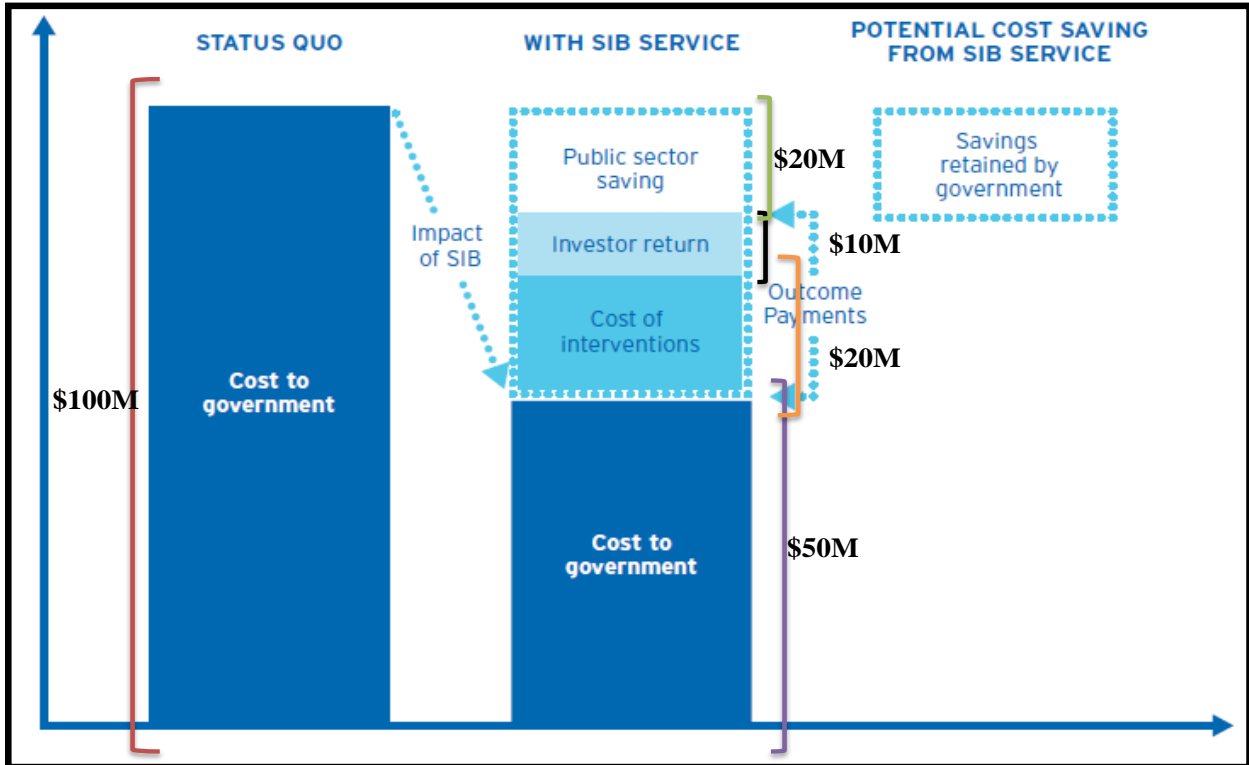 STATUS QUO
WITH SIB SERVICE
POTENTIAL COST SAVING
FROM SIB SERVICE
$100M
Cost to
government
Impact
of SIB
Public sector
saving
Investor return
Cost of
interventions
Cost to
government
$20M
$10M
Outcome
Payments
$20M
$50M
Savings
retained by
government